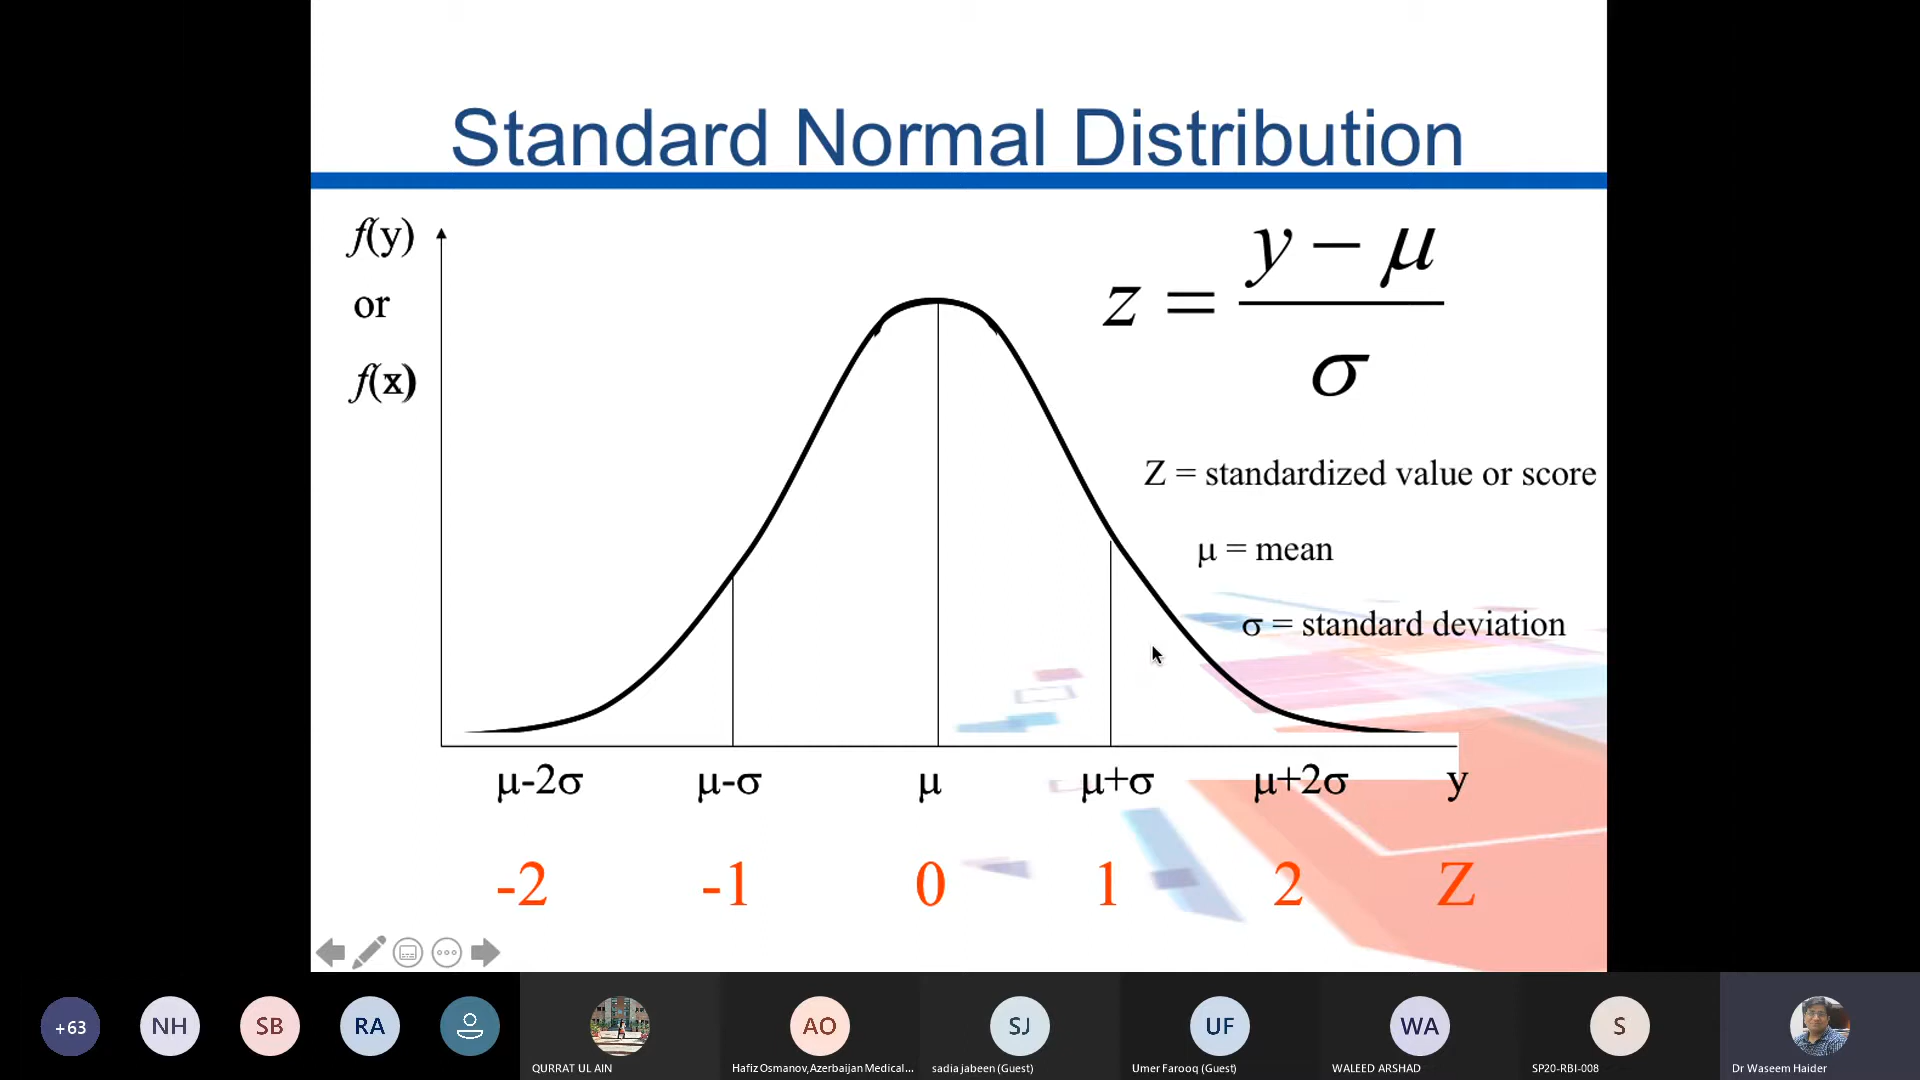 Standard Normal Distribution
f(y)
or
f(x)
z = y − μ
σ
Z = standardized value or score
μ = mean
σ = standard deviation
μ-2σ μ-σ μ μ+σ μ+2σ y
-2 -1 0 1 2 Z
+63 NH SB RA AO SJ UF WA S
QURRAT UL AIN Hafiz Osmanov,Azerbaijan Medical... sadia jabeen (Guest) Umer Farooq (Guest) WALEED ARSHAD SP20-RBI-008 Dr Waseem Haider